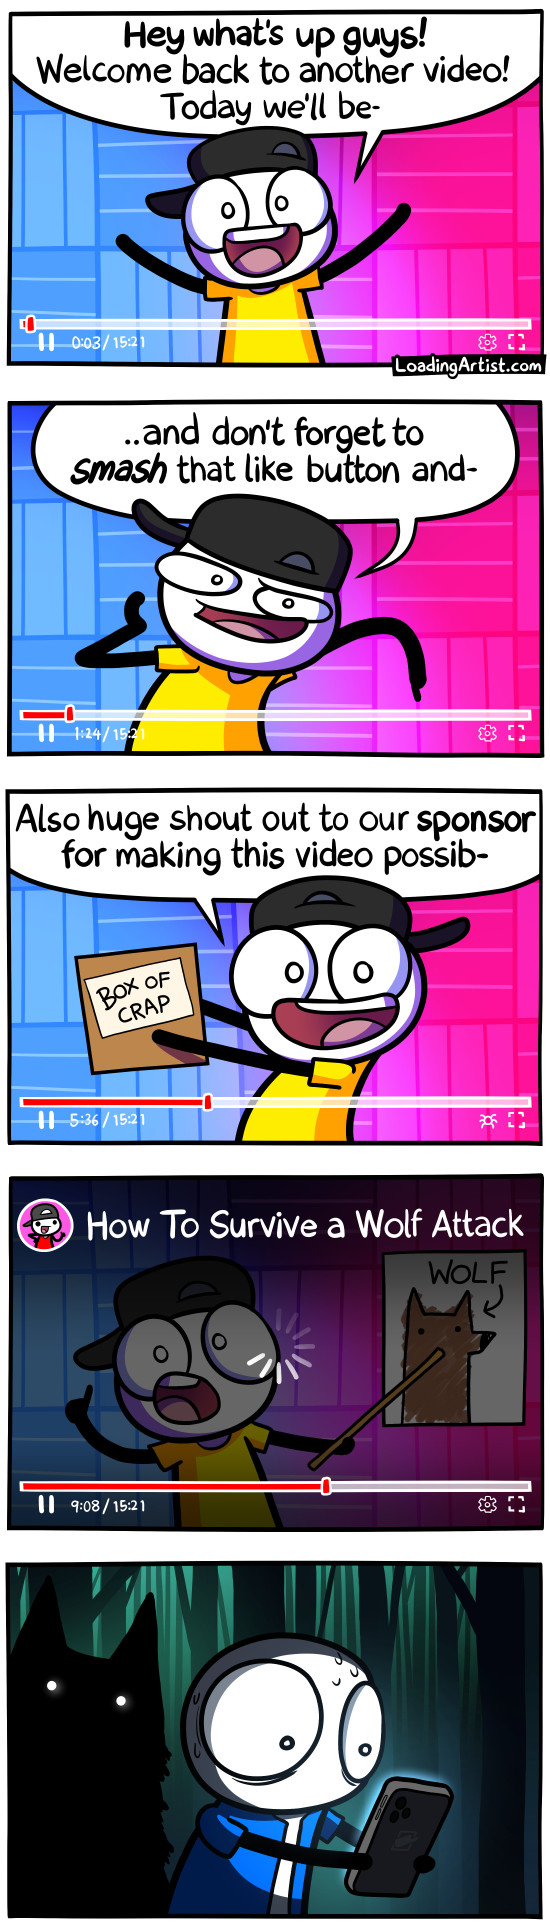 Hey what's up guys!
Welcome back to another video!
Today we'll be-
0:03 / 15:21
LoadingArtist.com
..and don't forget to
smash that like button and-
1:24 / 15:21
Also huge shout out to our sponsor
for making this video possib-
BOX OF
CRAP
5:36 / 15:21
How To Survive a Wolf Attack
WOLF
9:08 / 15:21